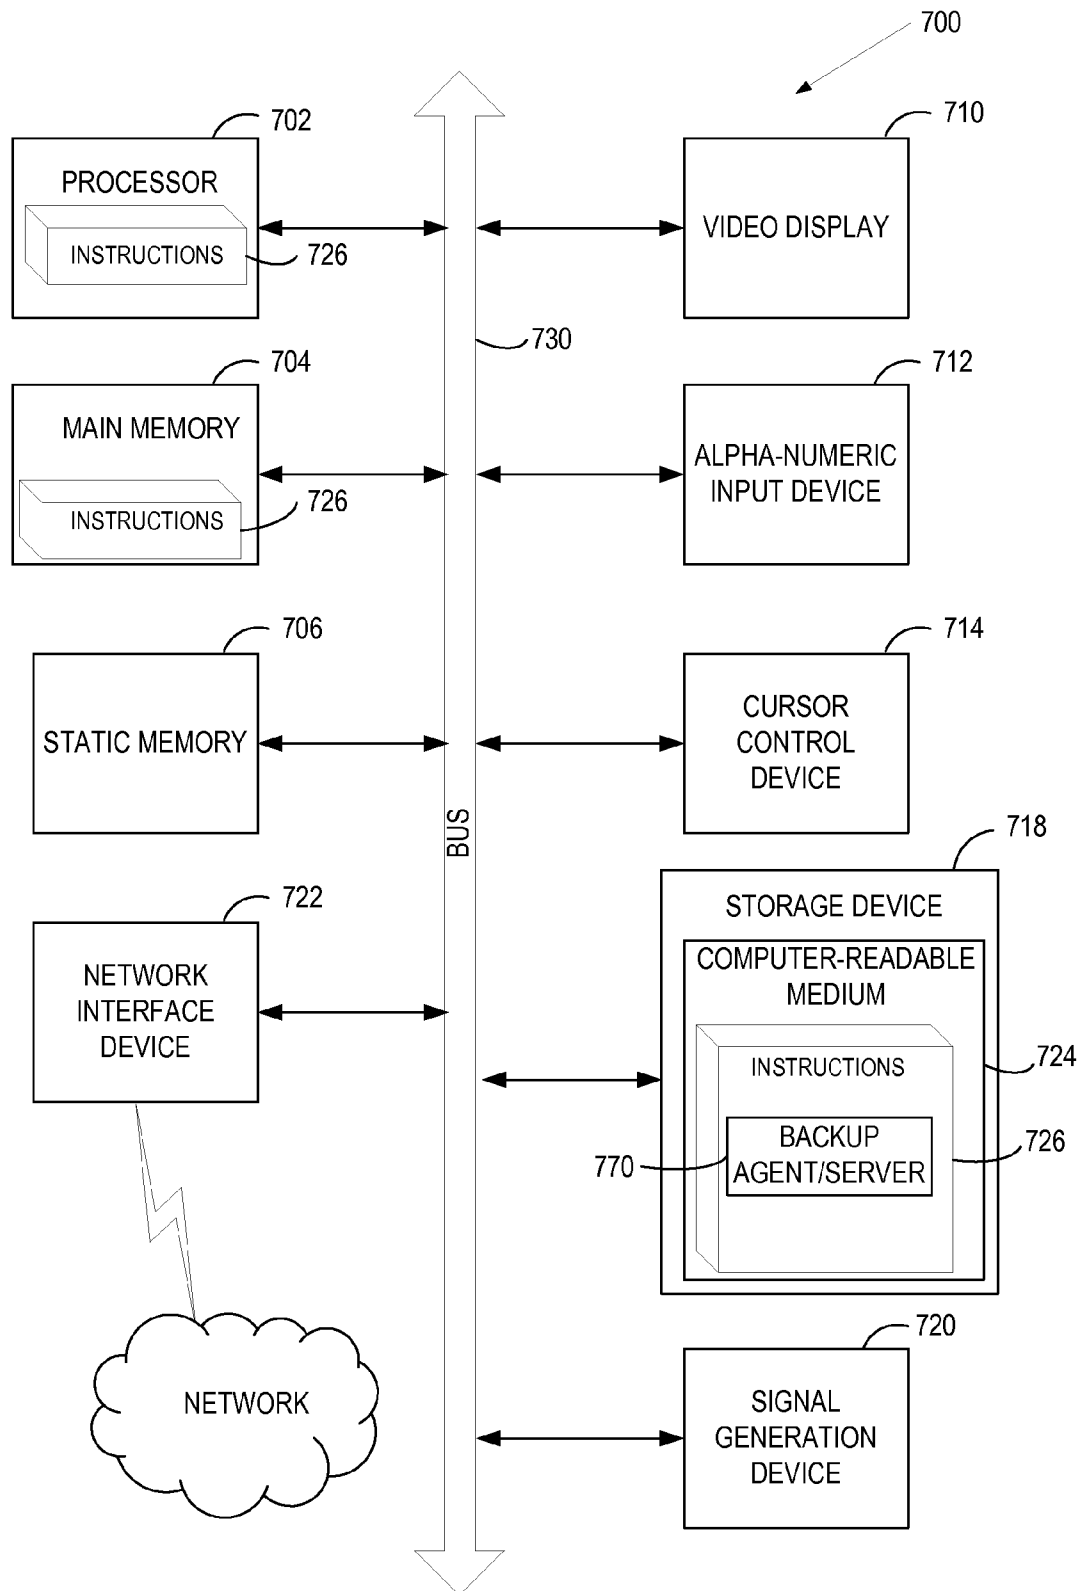 700
702
PROCESSOR
INSTRUCTIONS
726
710
VIDEO DISPLAY
730
704
MAIN MEMORY
INSTRUCTIONS
726
712
ALPHA-NUMERIC
INPUT DEVICE
706
STATIC MEMORY
714
CURSOR
CONTROL
DEVICE
BUS
722
NETWORK
INTERFACE
DEVICE
718
STORAGE DEVICE
COMPUTER-READABLE
MEDIUM
724
INSTRUCTIONS
BACKUP
AGENT/SERVER
770
726
NETWORK
720
SIGNAL
GENERATION
DEVICE